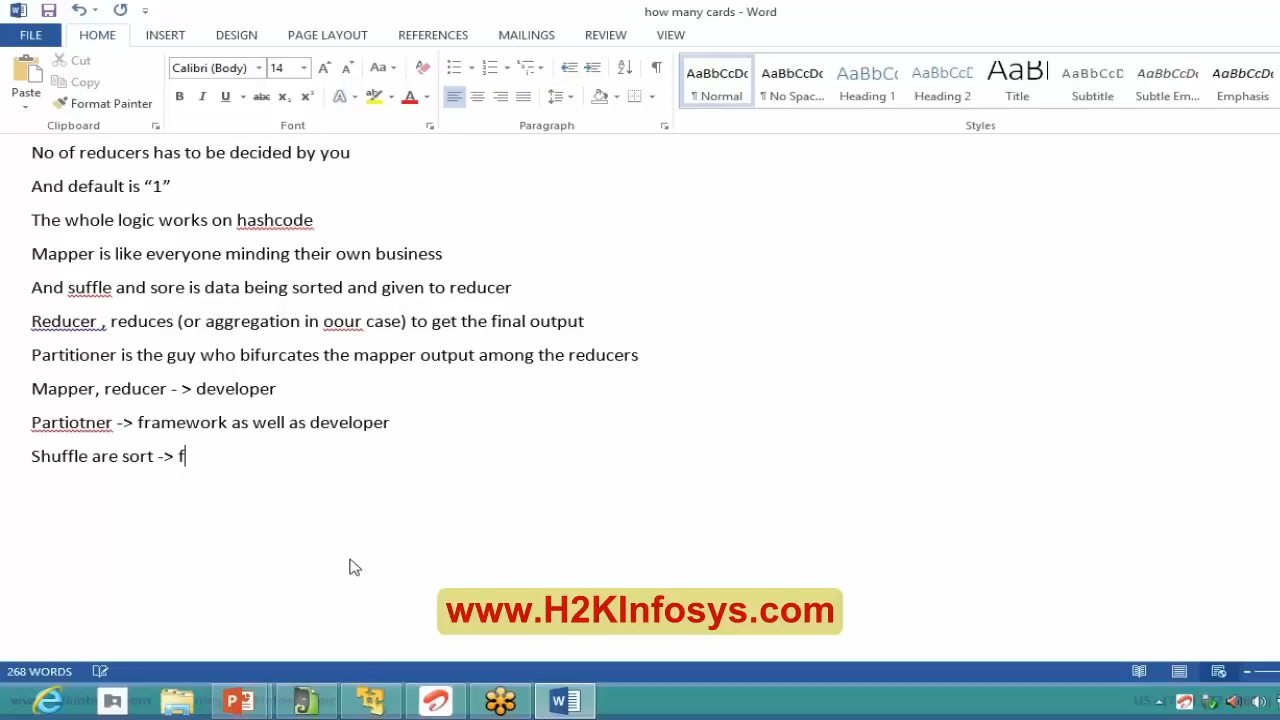 how many cards - Word
FILE HOME INSERT DESIGN PAGE LAYOUT REFERENCES MAILINGS REVIEW VIEW
Paste
Cut
Copy
Format Painter
Clipboard
Calibri (Body) 14
Font
Paragraph
AaBbCcDc AaBbCcDc AaBbCc AaBbCcD AaBl AaBbCcD AaBbCcDc AaBbCcDc
¶ Normal ¶ No Spac... Heading 1 Heading 2 Title Subtitle Subtle Em... Emphasis
Styles
No of reducers has to be decided by you
And default is “1”
The whole logic works on hashcode
Mapper is like everyone minding their own business
And suffle and sore is data being sorted and given to reducer
Reducer , reduces (or aggregation in oour case) to get the final output
Partitioner is the guy who bifurcates the mapper output among the reducers
Mapper, reducer - > developer
Partiotner -> framework as well as developer
Shuffle are sort -> f
www.H2KInfosys.com
268 WORDS